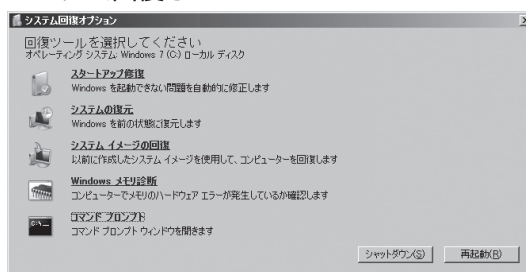 システム回復オプション
回復ツールを選択してください
オペレーティング システム: Windows 7 (C:) ローカル ディスク
スタートアップ修復
Windows を起動できない問題を自動的に修正します
システムの復元
Windows を前の状態に復元します
システム イメージの回復
以前に作成したシステム イメージを使用して、コンピューターを回復します
Windows メモリ診断
コンピューターでメモリのハードウェア エラーが発生しているか確認します
コマンド プロンプト
コマンド プロンプト ウィンドウを開きます
シャットダウン(S) 再起動(R)